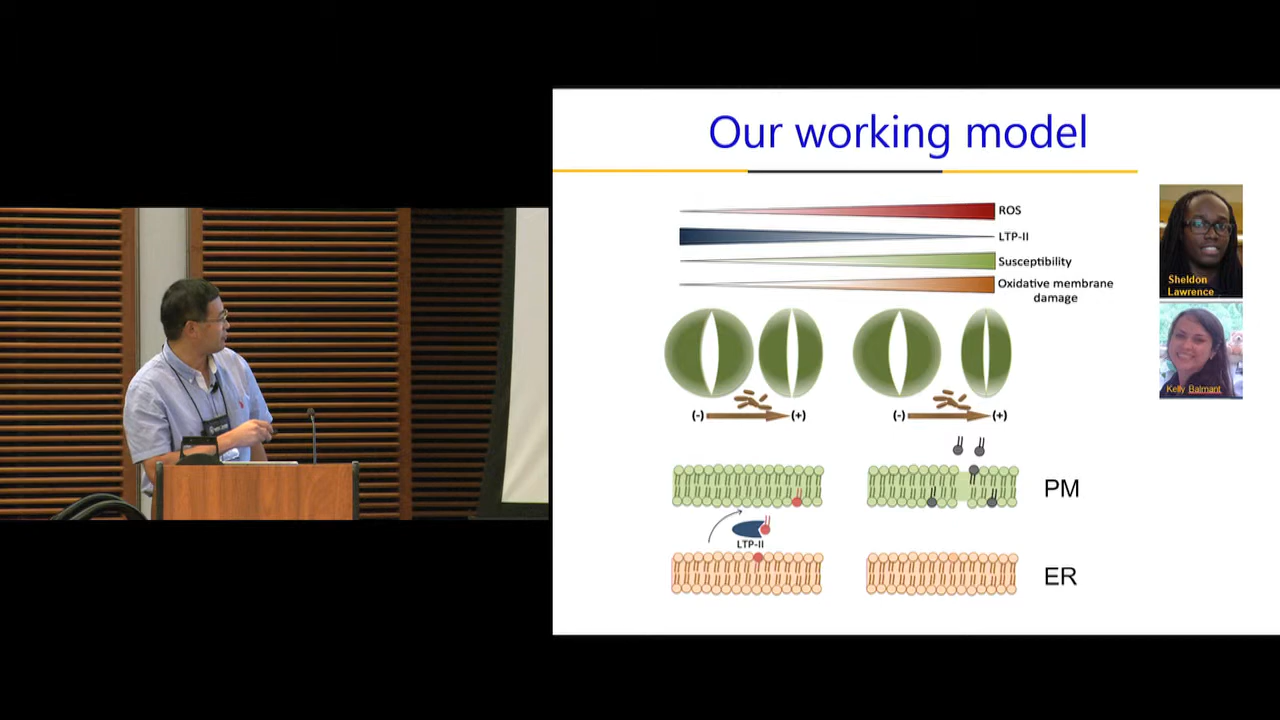 Our working model
ROS
LTP-II
Susceptibility
Oxidative membrane
damage
Sheldon
Lawrence
Kelly Balmant
(-)
(+)
(-)
(+)
PM
LTP-II
ER